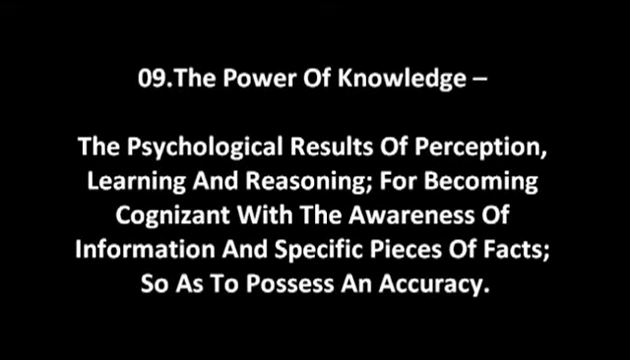 09.The Power Of Knowledge –
The Psychological Results Of Perception,
Learning And Reasoning; For Becoming
Cognizant With The Awareness Of
Information And Specific Pieces Of Facts;
So As To Possess An Accuracy.